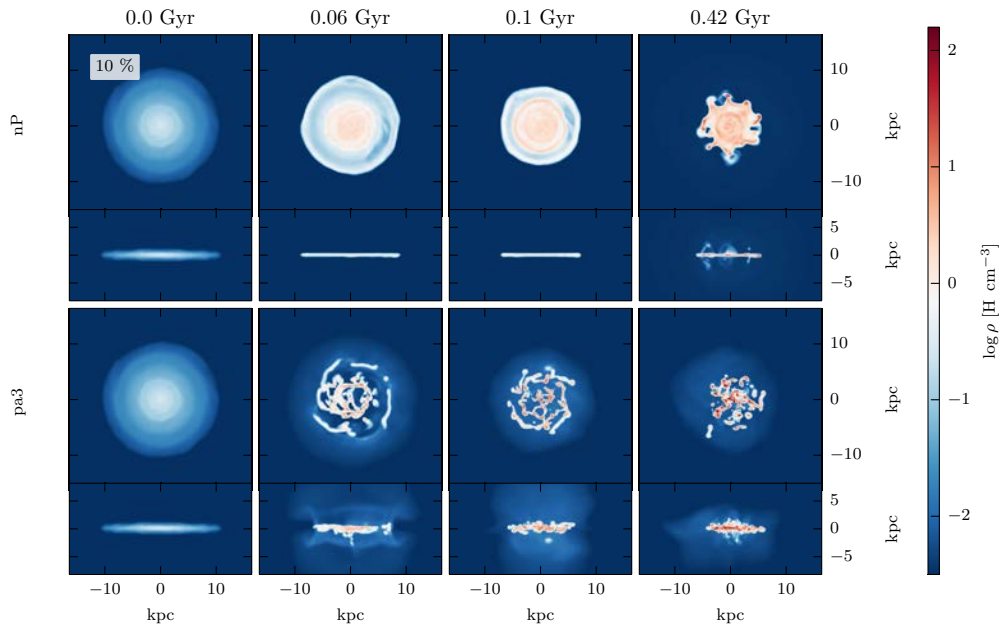 0.0 Gyr 0.06 Gyr 0.1 Gyr 0.42 Gyr
10 %
nP
10
0
−10
kpc
5
0
−5
kpc
pa3
10
0
−10
kpc
5
0
−5
kpc
−10 0 10 −10 0 10 −10 0 10 −10 0 10
kpc kpc kpc kpc
2
1
0
−1
−2
log ρ [H cm⁻³]